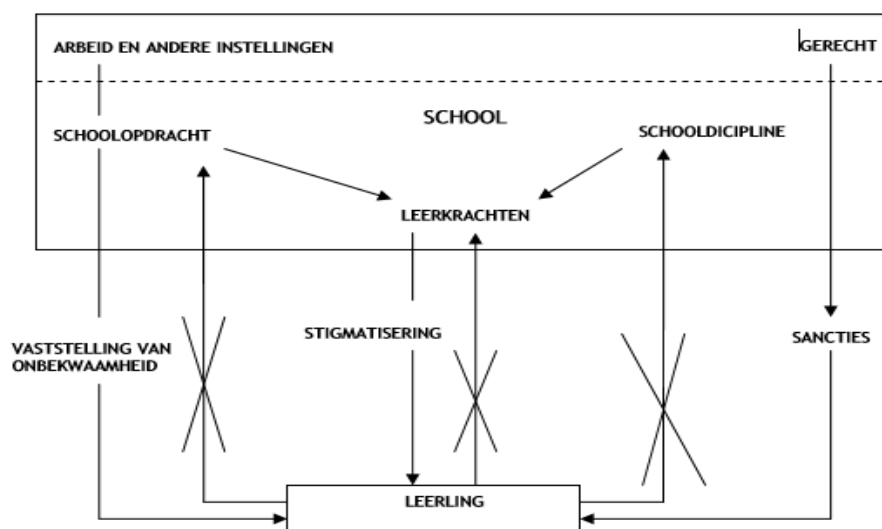 ARBEID EN ANDERE INSTELLINGEN
GERECHT
SCHOOL
SCHOOLOPDRACHT
SCHOOLDICIPLINE
LEERKRACHTEN
STIGMATISERING
SANCTIES
VASTSTELLING VAN
ONBEKWAAMHEID
LEERLING